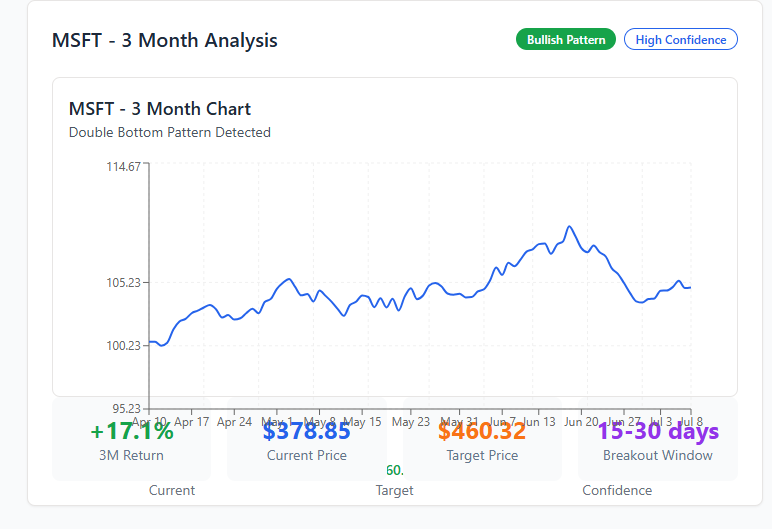 MSFT - 3 Month Analysis
Bullish Pattern
High Confidence
MSFT - 3 Month Chart
Double Bottom Pattern Detected
114.67
105.23
100.23
95.23
Apr 10 Apr 17 Apr 24 May 1 May 8 May 15 May 23 May 31 Jun 7 Jun 13 Jun 20 Jun 27 Jul 3 Jul 8
+17.1% $378.85 $460.32 15-30 days
3M Return Current Price Target Price Breakout Window
60.
Current Target Confidence